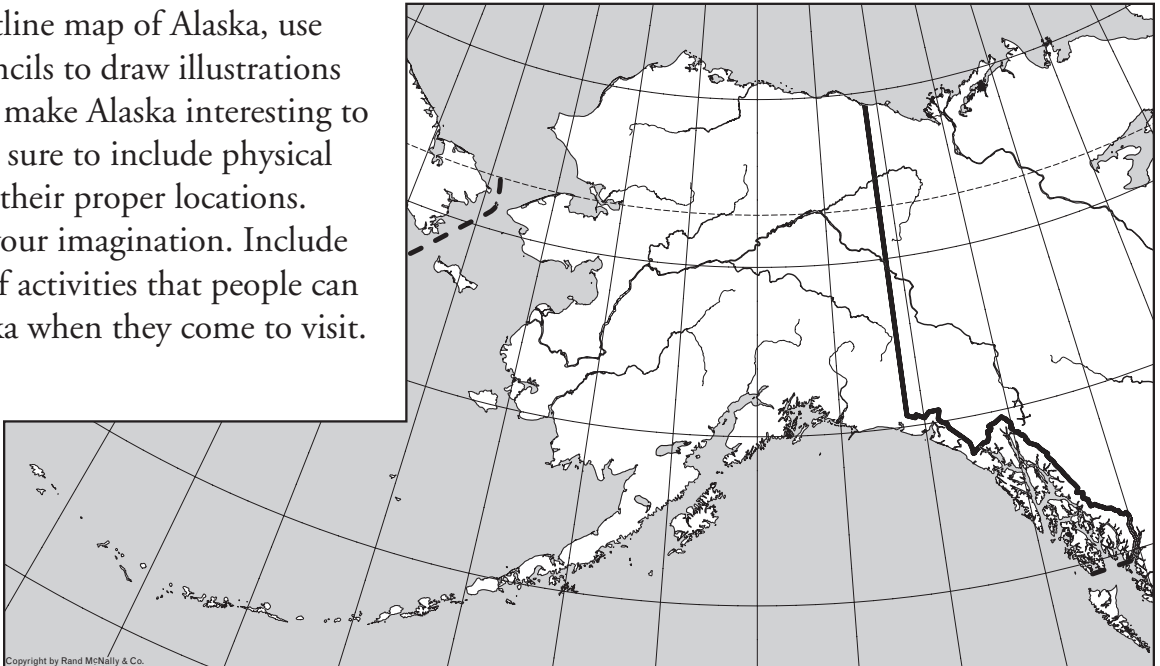 tline map of Alaska, use
ncils to draw illustrations
make Alaska interesting to
sure to include physical
their proper locations.
your imagination. Include
f activities that people can
ka when they come to visit.
Copyright by Rand McNally & Co.